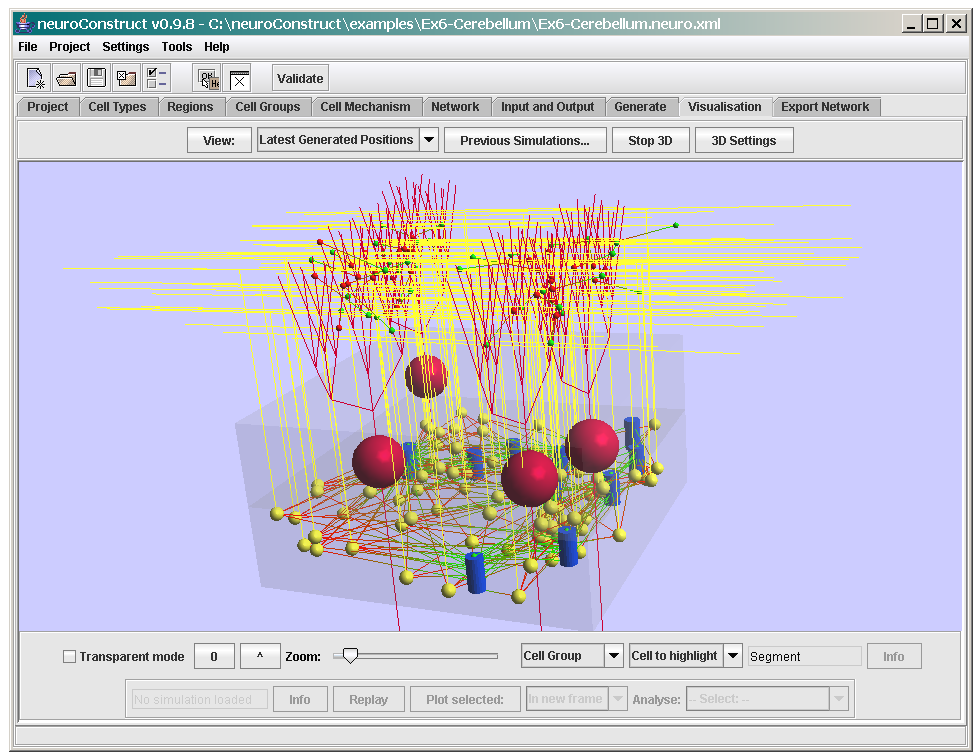 neuroConstruct v0.9.8 - C:\neuroConstruct\examples\Ex6-Cerebellum\Ex6-Cerebellum.neuro.xml
File Project Settings Tools Help
Validate
Project Cell Types Regions Cell Groups Cell Mechanism Network Input and Output Generate Visualisation Export Network
View: Latest Generated Positions Previous Simulations... Stop 3D 3D Settings
Transparent mode 0 ^ Zoom: Cell Group Cell to highlight Segment Info
No simulation loaded Info Replay Plot selected: In new frame Analyse: -- Select: --